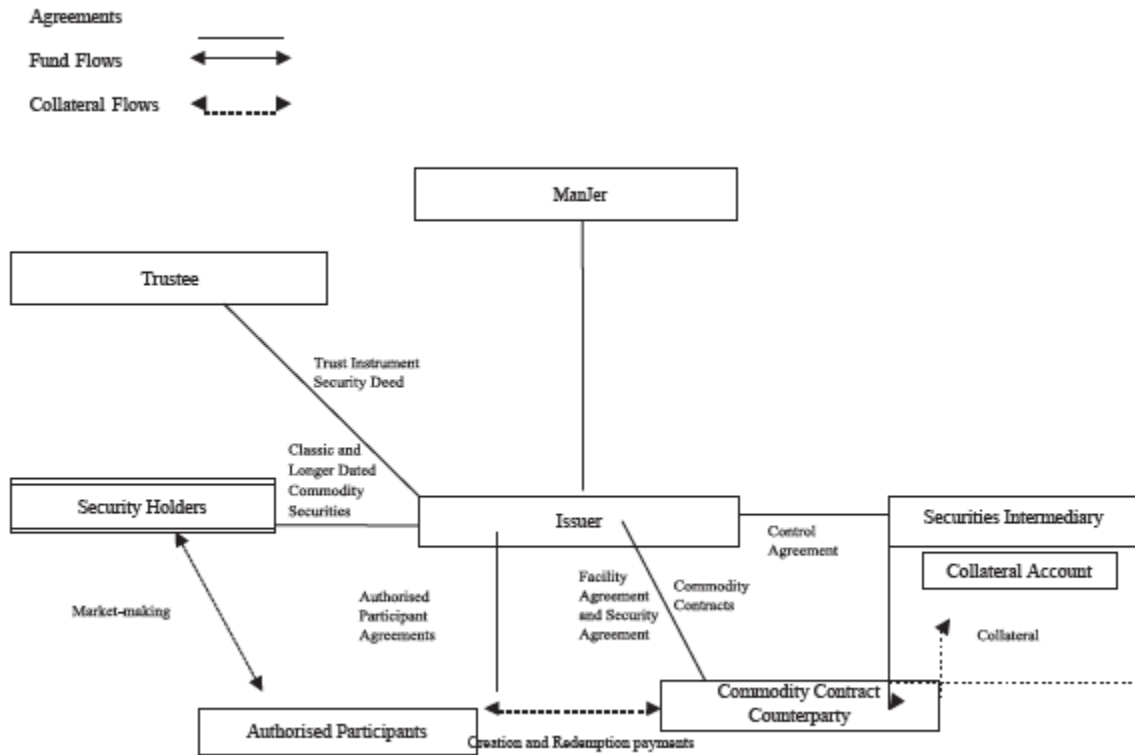 Agreements
Fund Flows
Collateral Flows
ManJer
Trustee
Trust Instrument
Security Deed
Classic and
Longer Dated
Commodity
Securities
Security Holders
Issuer
Securities Intermediary
Control
Agreement
Collateral Account
Facility
Agreement
and Security
Agreement
Commodity
Contracts
Authorised
Participant
Agreements
Market-making
Collateral
Commodity Contract
Counterparty
Authorised Participants
Creation and Redemption payments